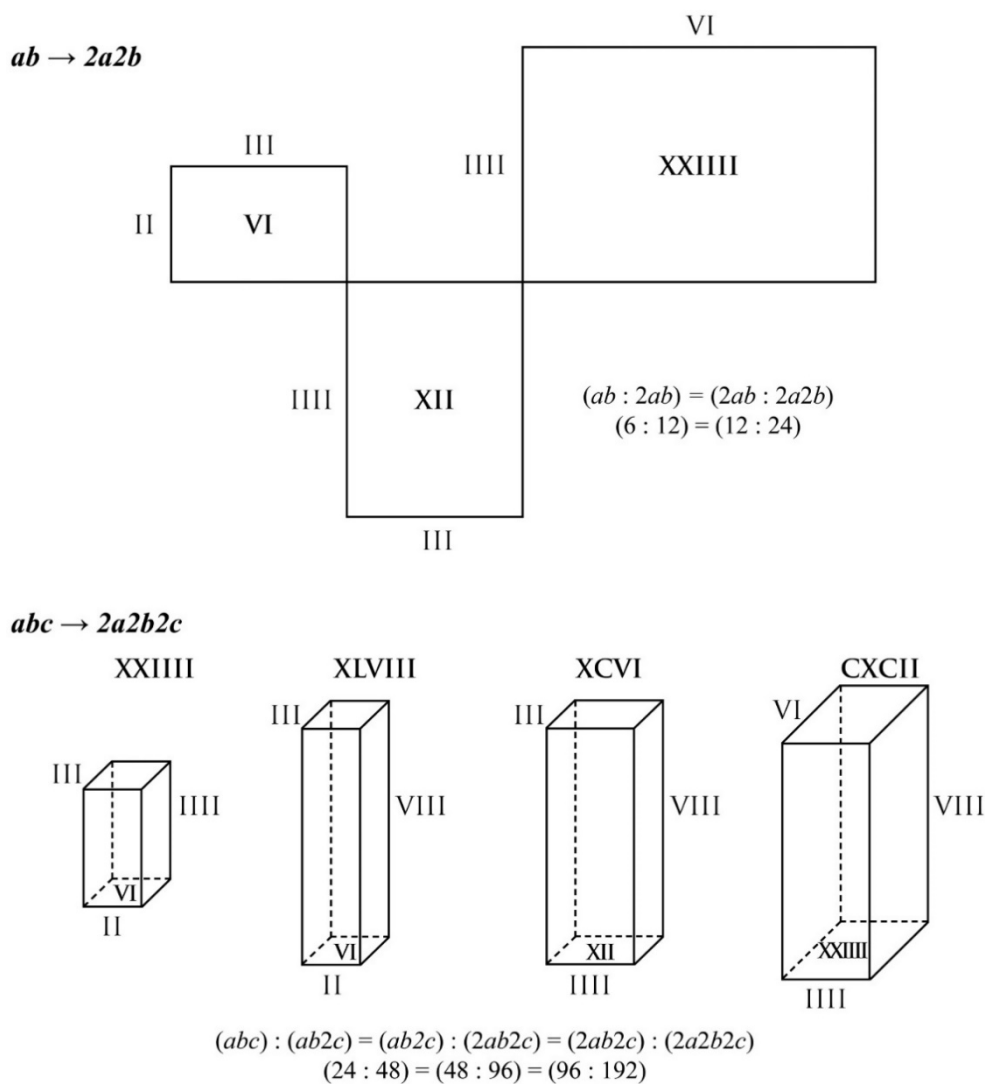 VI
ab → 2a2b
III
IIII
XXIIII
II
VI
IIII
XII
(ab : 2ab) = (2ab : 2a2b)
(6 : 12) = (12 : 24)
III
abc → 2a2b2c
XXIIII
XLVIII
XCVI
CXCII
III
III
VI
III
IIII
VIII
VIII
VIII
VI
VI
XII
XXIIII
II
II
IIII
IIII
(abc) : (ab2c) = (ab2c) : (2ab2c) = (2ab2c) : (2a2b2c)
(24 : 48) = (48 : 96) = (96 : 192)